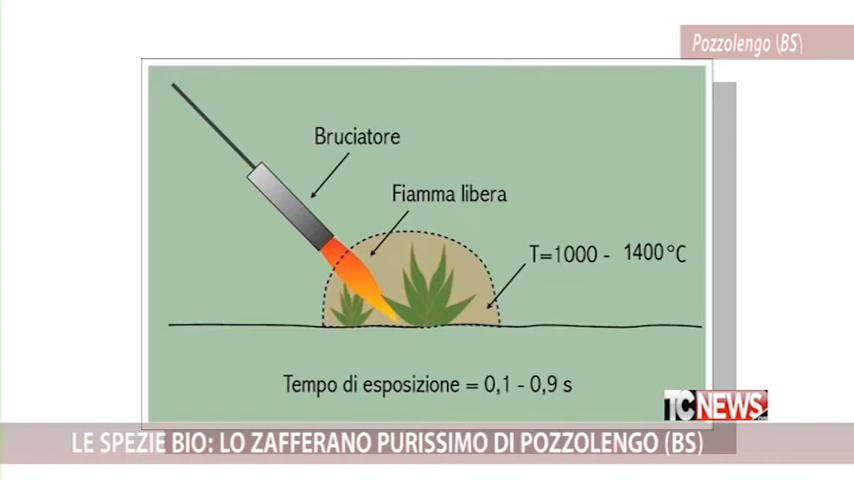 Pozzolengo (BS)
Bruciatore
Fiamma libera
T=1000 - 1400°C
Tempo di esposizione = 0,1 - 0,9 s
TCNEWS
LE SPEZIE BIO: LO ZAFFERANO PURISSIMO DI POZZOLENGO (BS)